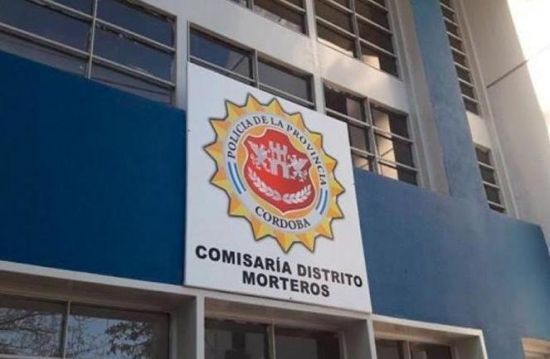 POLICIA DE LA PROVINCIA
CORDOBA
COMISARÍA DISTRITO
MORTEROS